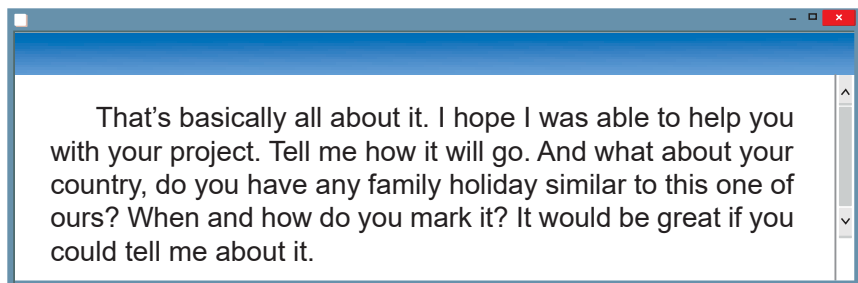 That’s basically all about it. I hope I was able to help you
with your project. Tell me how it will go. And what about your
country, do you have any family holiday similar to this one of
ours? When and how do you mark it? It would be great if you
could tell me about it.